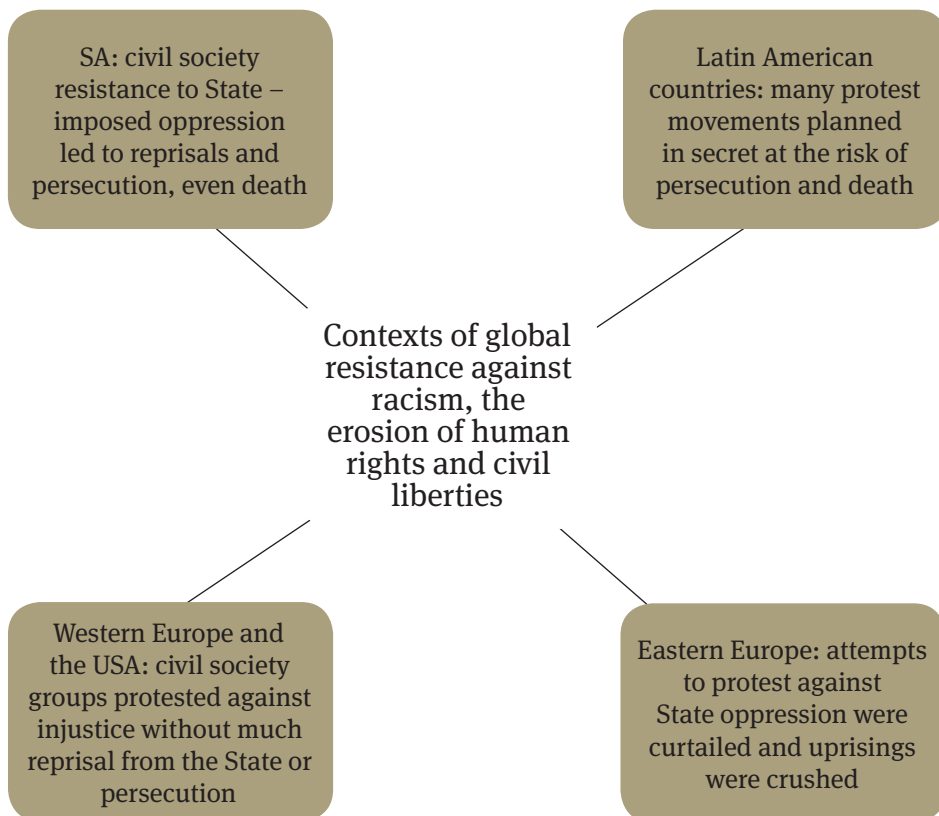 SA: civil society
resistance to State –
imposed oppression
led to reprisals and
persecution, even death
Latin American
countries: many protest
movements planned
in secret at the risk of
persecution and death
Contexts of global
resistance against
racism, the
erosion of human
rights and civil
liberties
Western Europe and
the USA: civil society
groups protested against
injustice without much
reprisal from the State or
persecution
Eastern Europe: attempts
to protest against
State oppression were
curtailed and uprisings
were crushed